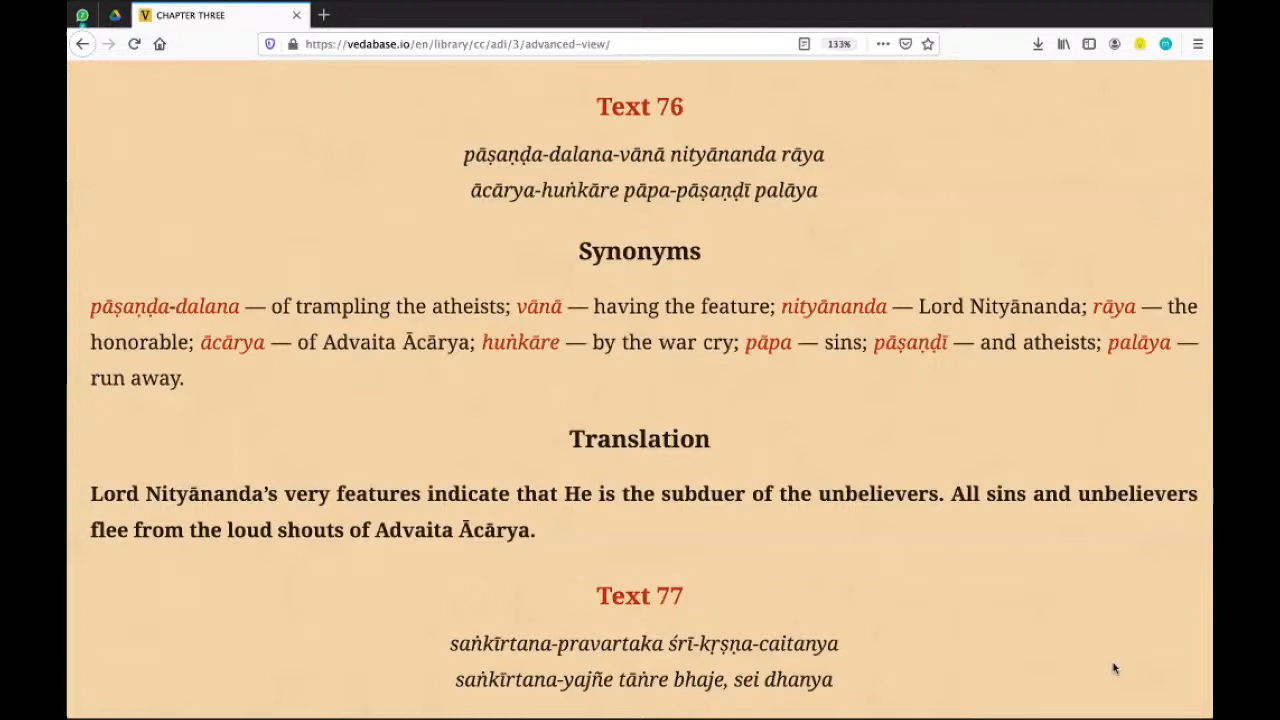 CHAPTER THREE
https://vedabase.io/en/library/cc/adi/3/advanced-view/
133%
Text 76
pāṣaṇḍa-dalana-vānā nityānanda rāya
ācārya-huṅkāre pāpa-pāṣaṇḍī palāya
Synonyms
pāṣaṇḍa-dalana — of trampling the atheists; vānā — having the feature; nityānanda — Lord Nityānanda; rāya — the
honorable; ācārya — of Advaita Ācārya; huṅkāre — by the war cry; pāpa — sins; pāṣaṇḍī — and atheists; palāya —
run away.
Translation
Lord Nityānanda’s very features indicate that He is the subduer of the unbelievers. All sins and unbelievers
flee from the loud shouts of Advaita Ācārya.
Text 77
saṅkīrtana-pravartaka śrī-kṛṣṇa-caitanya
saṅkīrtana-yajñe tāṅre bhaje, sei dhanya